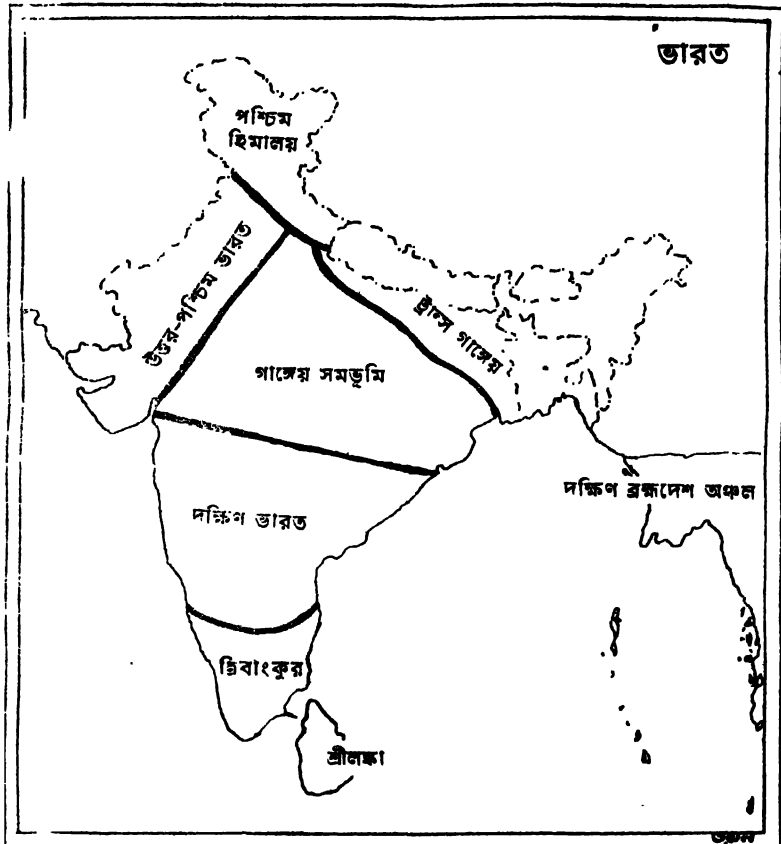 ভারত
পশ্চিম
হিমালয়
উত্তর-পশ্চিম ভারত
ট্রান্স গাঙ্গেয়
গাঙ্গেয় সমভূমি
দক্ষিণ ব্রহ্মদেশ অঞ্চল
দক্ষিণ ভারত
ত্রিবাংকুর
শ্রীলঙ্কা